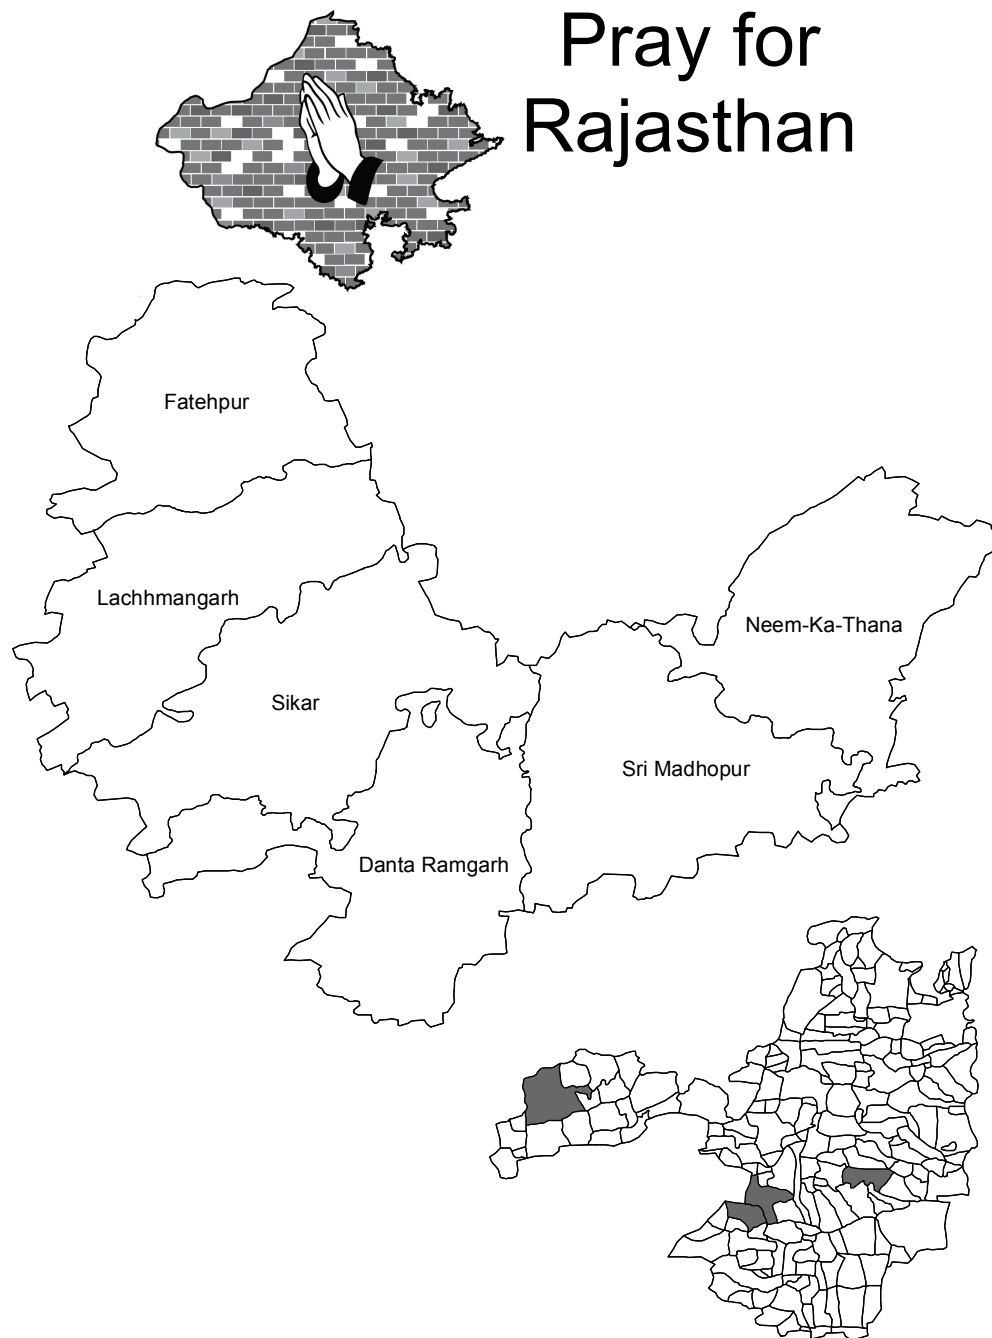 Pray for
Rajasthan
Fatehpur
Lachhmangarh
Neem-Ka-Thana
Sikar
Sri Madhopur
Danta Ramgarh